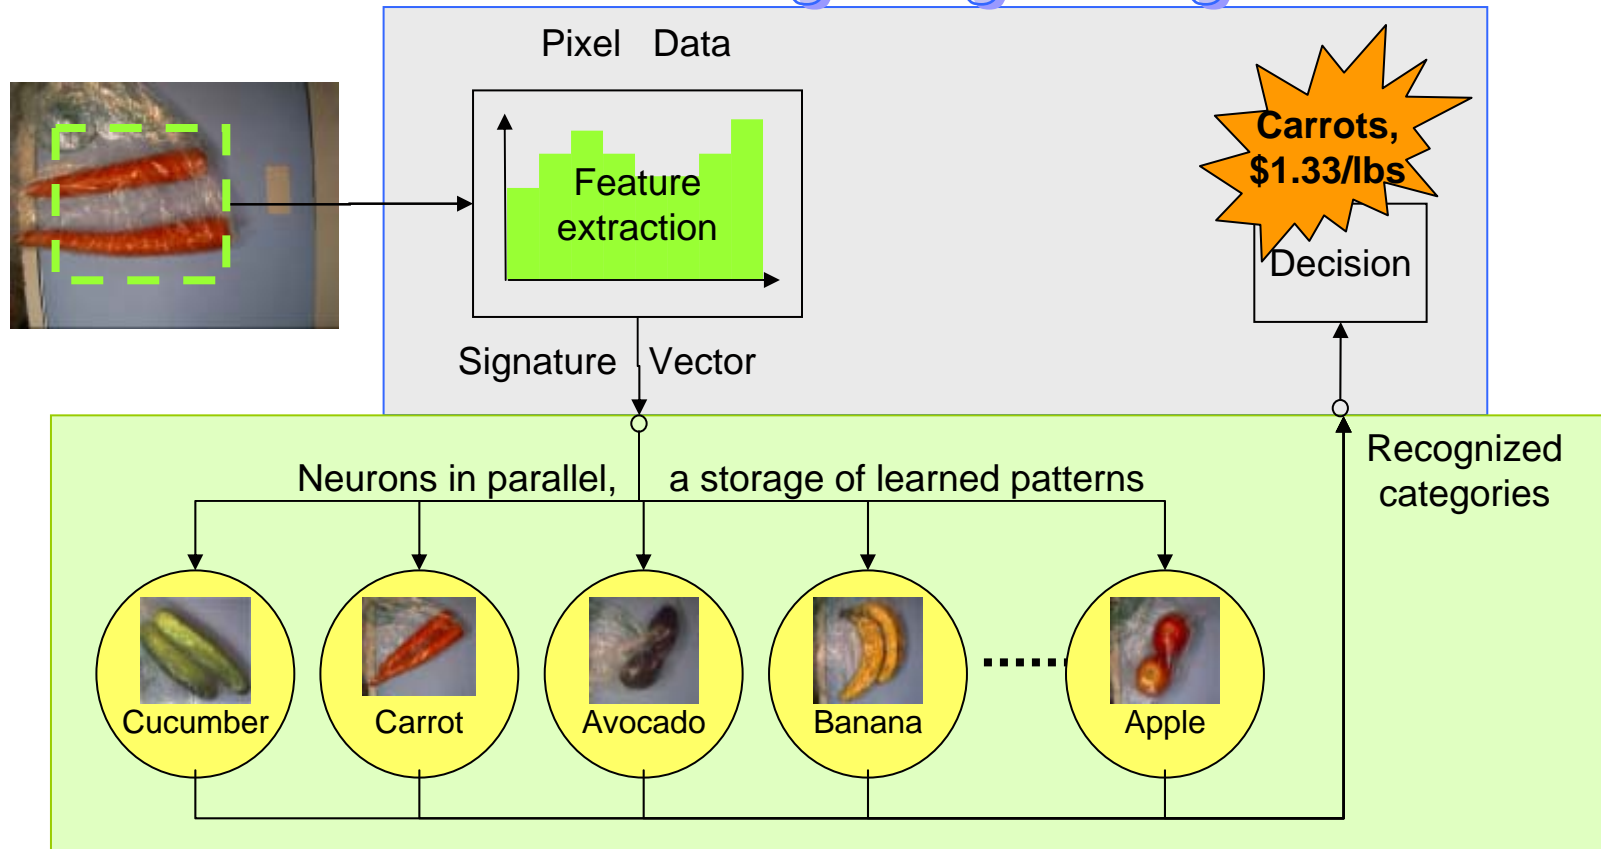 Pixel Data
Carrots,
$1.33/lbs
Feature
extraction
Decision
Signature Vector
Recognized
categories
Neurons in parallel, a storage of learned patterns
Cucumber
Carrot
Avocado
Banana
Apple